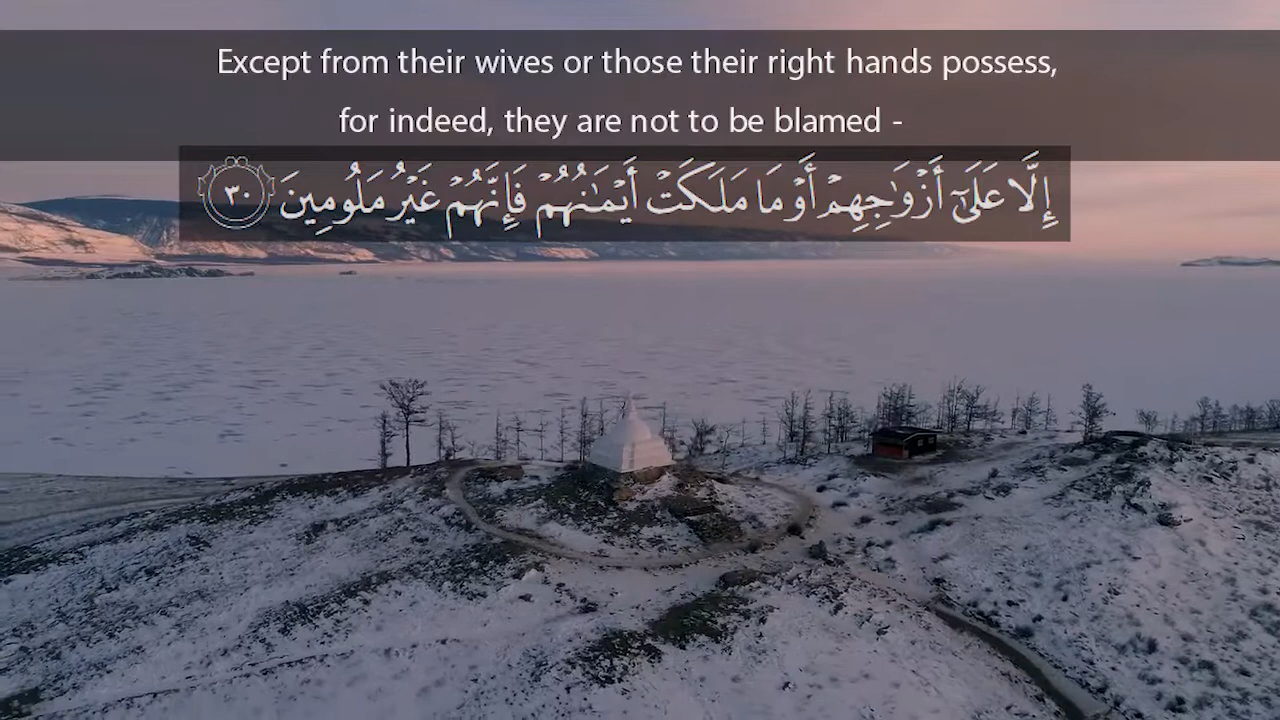 Except from their wives or those their right hands possess,
for indeed, they are not to be blamed -
إِلَّا عَلَىٰٓ أَزْوَٰجِهِمْ أَوْ مَا مَلَكَتْ أَيْمَـٰنُهُمْ فَإِنَّهُمْ غَيْرُ مَلُومِينَ ٣٠